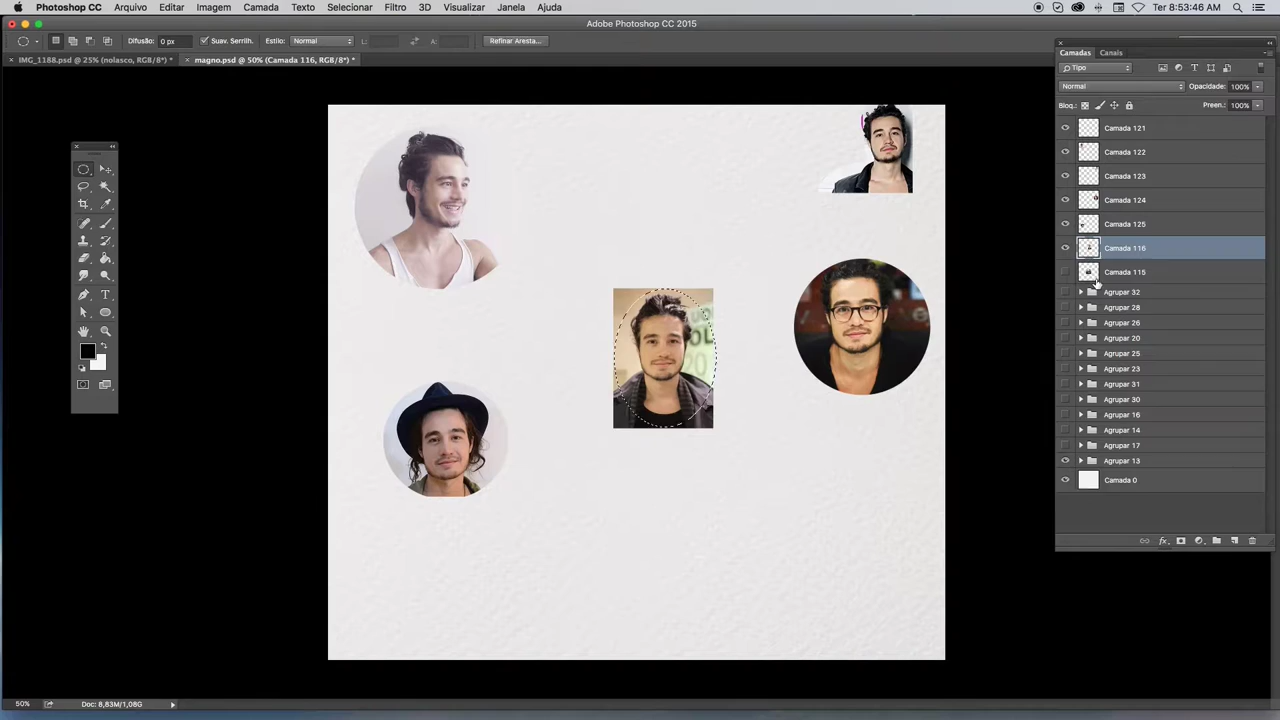 Photoshop CC Arquivo Editar Imagem Camada Texto Selecionar Filtro 3D Visualizar Janela Ajuda Ter 8:53:46 AM
Adobe Photoshop CC 2015
Difusão: 0 px Suav. Serrilh. Estilo: Normal L: A: Refinar Aresta...
IMG_1188.psd @ 25% (nolasco, RGB/8*) *
magno.psd @ 50% (Camada 116, RGB/8*) *
Camadas Canais
Tipo
Normal Opacidade: 100%
Bloq.: Preen.: 100%
Camada 121
Camada 122
Camada 123
Camada 124
Camada 125
Camada 116
Camada 115
Agrupar 32
Agrupar 28
Agrupar 26
Agrupar 20
Agrupar 25
Agrupar 23
Agrupar 31
Agrupar 30
Agrupar 16
Agrupar 14
Agrupar 17
Agrupar 13
Camada 0
fx
50% Doc: 8,83M/1,08G